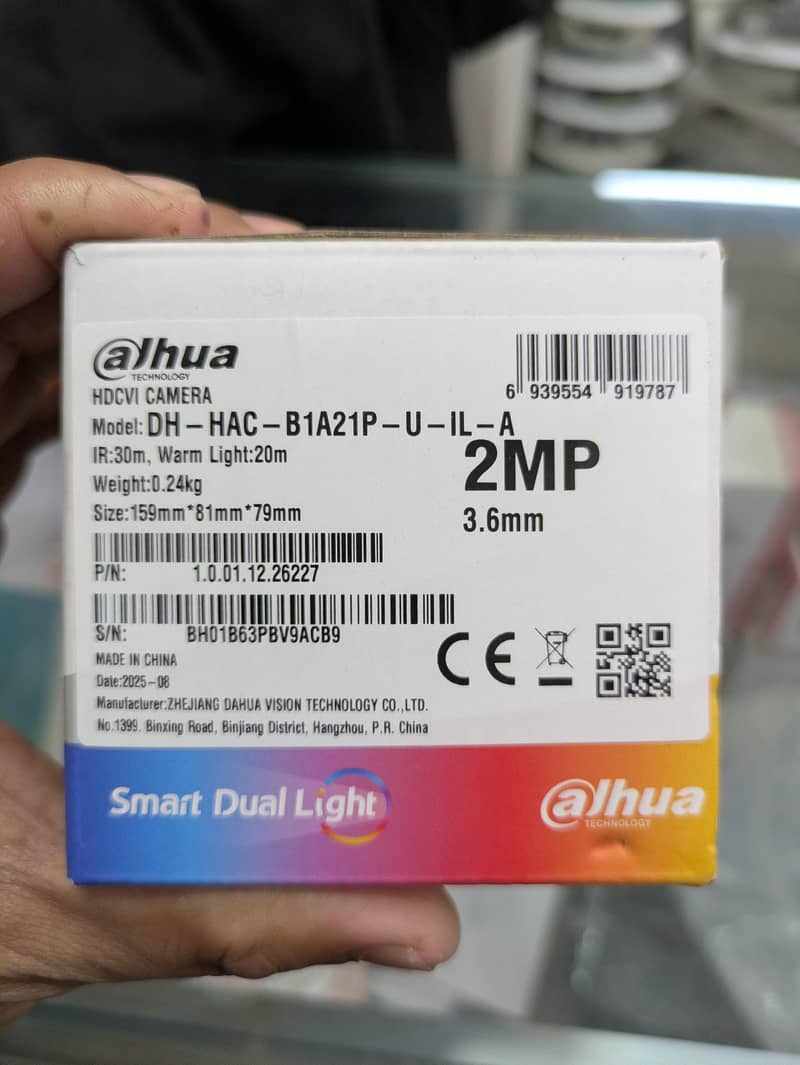 alhua
TECHNOLOGY
HDCVI CAMERA
6 939554 919787
Model: DH-HAC-B1A21P-U-IL-A
IR:30m, Warm Light:20m
2MP
Weight:0.24kg
3.6mm
Size:159mm*81mm*79mm
P/N: 1.0.01.12.26227
S/N: BH01B63PBV9ACB9
CE
MADE IN CHINA
Date:2025-08
Manufacturer:ZHEJIANG DAHUA VISION TECHNOLOGY CO.,LTD.
No.1399. Binxing Road, Binjiang District, Hangzhou, P.R. China
Smart Dual Light
alhua
TECHNOLOGY